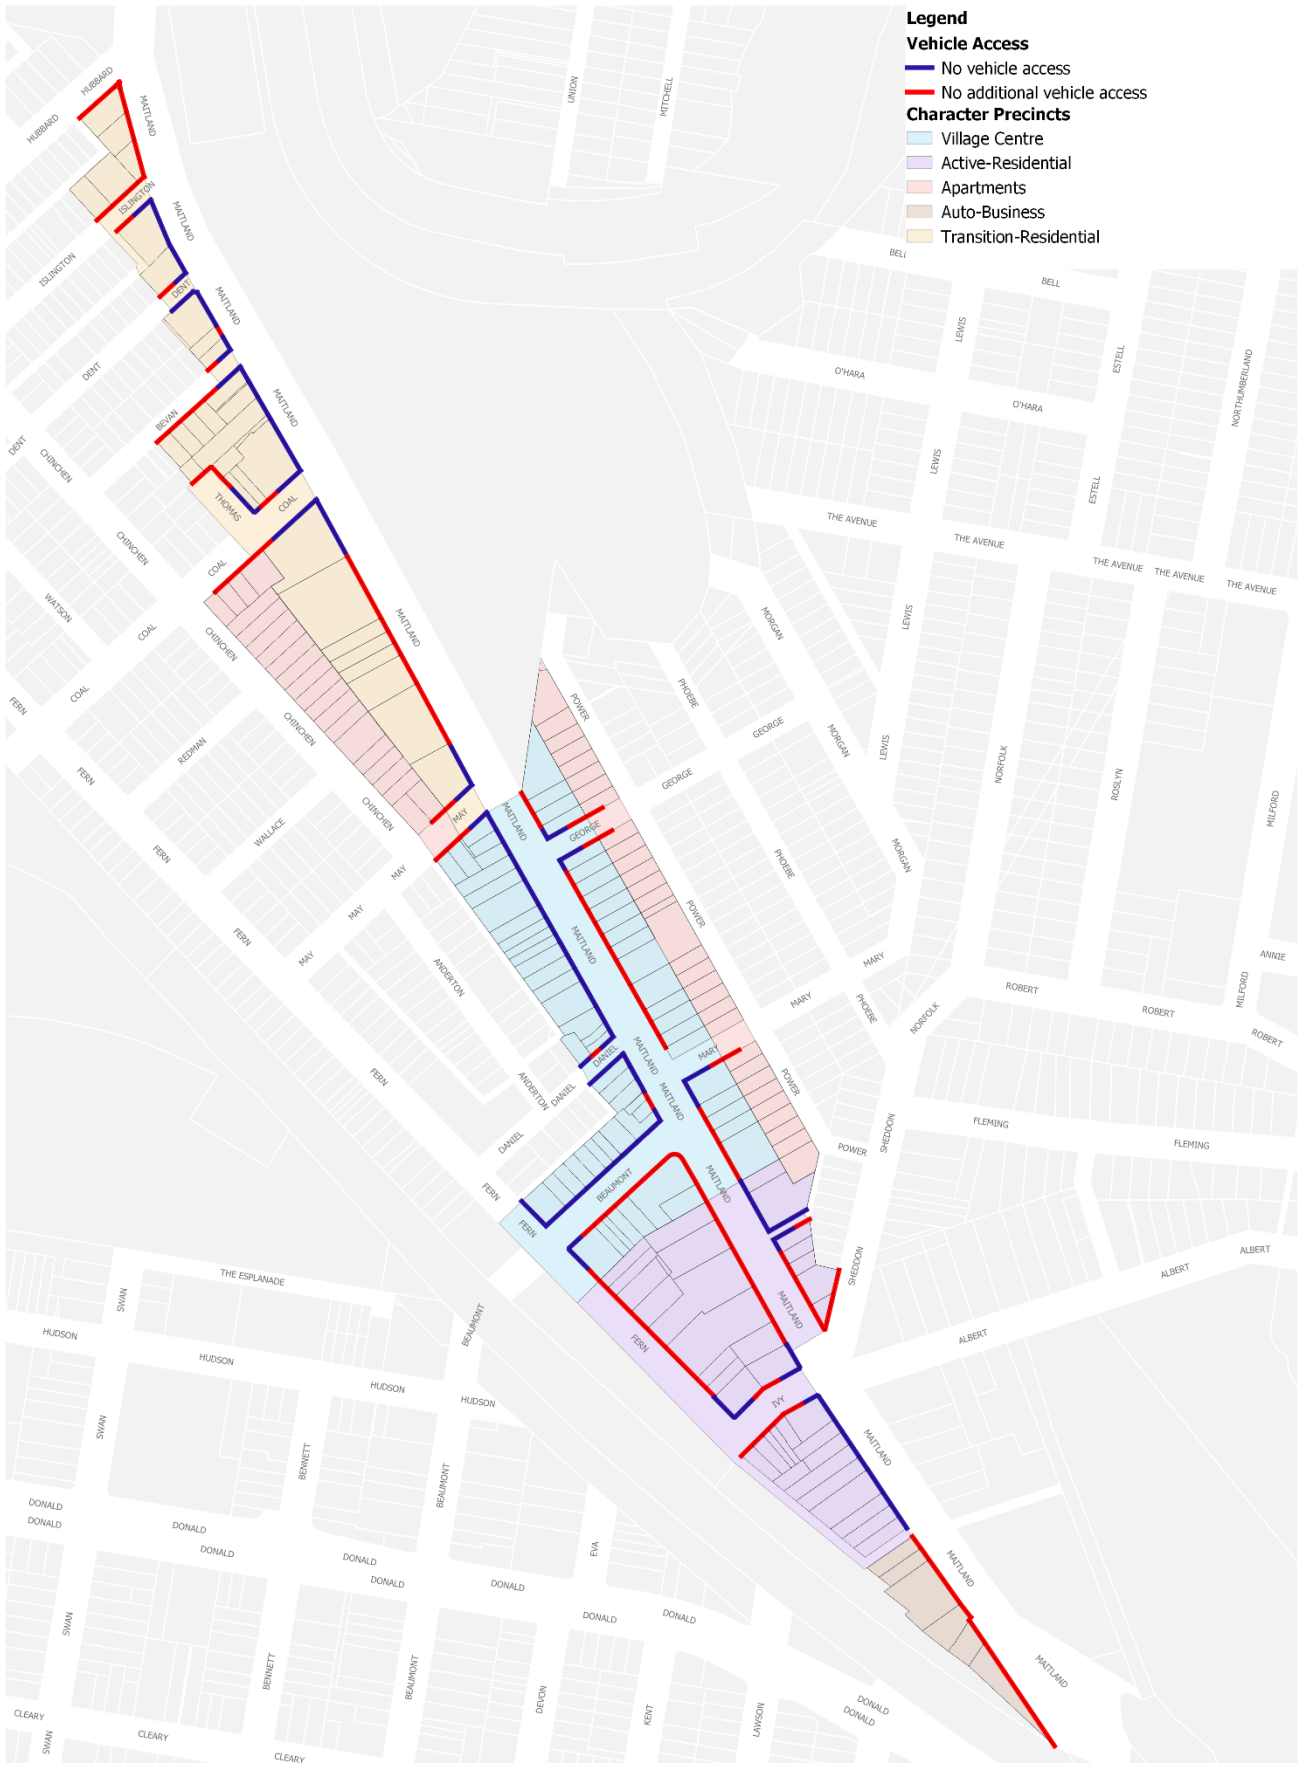 Legend
Vehicle Access
No vehicle access
No additional vehicle access
Character Precincts
Village Centre
Active-Residential
Apartments
Auto-Business
Transition-Residential
HUBBARD
HUBBARD
MAITLAND
UNION
MITCHELL
ISLINGTON
MAITLAND
ISLINGTON
DENT
MAITLAND
BELL
BELL
LEWIS
ESTELL
NORTHUMBERLAND
DENT
O'HARA
O'HARA
BEVAN
MAITLAND
DENT
CHINCHEN
LEWIS
ESTELL
THOMAS
COAL
THE AVENUE
THE AVENUE
THE AVENUE
THE AVENUE
THE AVENUE
CHINCHEN
COAL
WATSON
COAL
CHINCHEN
MAITLAND
MORGAN
LEWIS
FERN
COAL
PHOEBE
POWER
CHINCHEN
REDMAN
GEORGE
MORGAN
LEWIS
NORFOLK
FERN
GEORGE
ROSLYN
MILFORD
CHINCHEN
MAY
MAITLAND
GEORGE
WALLACE
FERN
MAY
PHOEBE
MORGAN
MAY
POWER
FERN
MAY
MAITLAND
ANDERTON
MARY
ANNIE
MARY
PHOEBE
NORFOLK
ROBERT
ROBERT
MILFORD
ROBERT
MAITLAND
DANIEL
MARY
FERN
ANDERTON
DANIEL
MAITLAND
POWER
DANIEL
SHEDDON
FLEMING
FLEMING
POWER
FERN
BEAUMONT
MAITLAND
FERN
ALBERT
ALBERT
SHEDDON
THE ESPLANADE
SWAN
BEAUMONT
MAITLAND
FERN
ALBERT
HUDSON
HUDSON
HUDSON
HUDSON
IVY
SWAN
BENNETT
BEAUMONT
MAITLAND
DONALD
DONALD
DONALD
DONALD
DONALD
DONALD
DONALD
EVA
MAITLAND
DONALD
DONALD
SWAN
BENNETT
BEAUMONT
DEVON
KENT
LAWSON
MAITLAND
DONALD
DONALD
CLEARY
SWAN
CLEARY
CLEARY